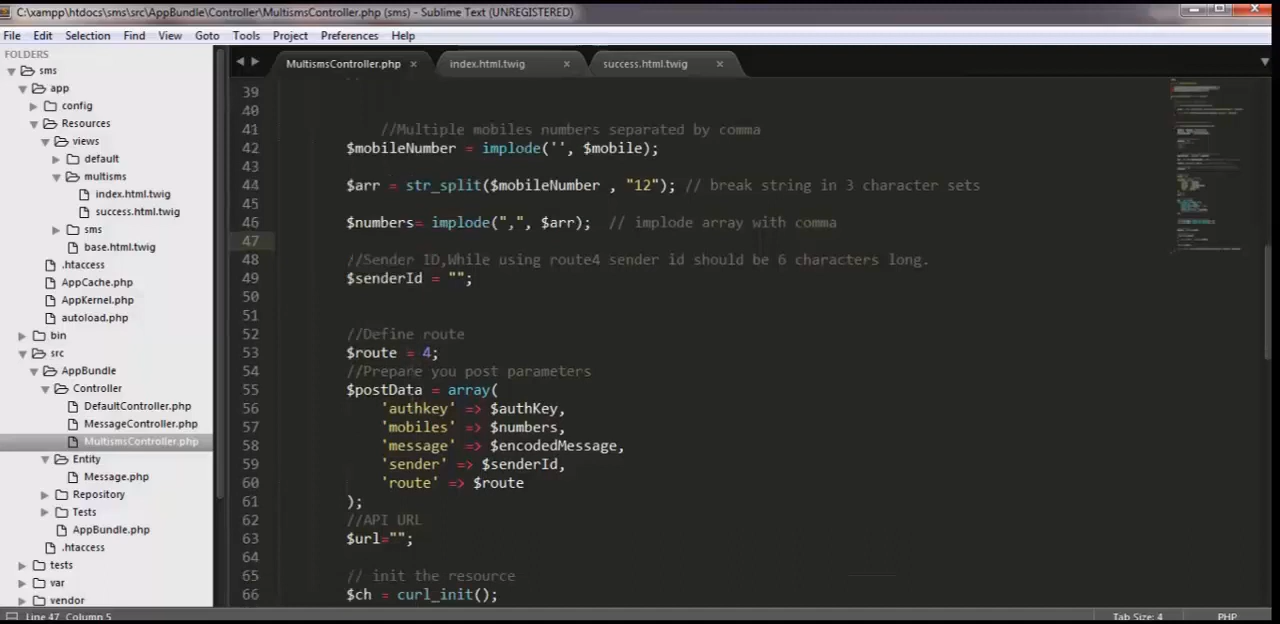 C:\xampp\htdocs\sms\src\AppBundle\Controller\MultismsController.php (sms) - Sublime Text (UNREGISTERED)
File Edit Selection Find View Goto Tools Project Preferences Help
FOLDERS
sms
app
config
Resources
views
default
multisms
index.html.twig
success.html.twig
sms
base.html.twig
.htaccess
AppCache.php
AppKernel.php
autoload.php
bin
src
AppBundle
Controller
DefaultController.php
MessageController.php
MultismsController.php
Entity
Message.php
Repository
Tests
AppBundle.php
.htaccess
tests
var
vendor
MultismsController.php × index.html.twig × success.html.twig ×
39
40
41 //Multiple mobiles numbers separated by comma
42 $mobileNumber = implode('', $mobile);
43
44 $arr = str_split($mobileNumber , "12"); // break string in 3 character sets
45
46 $numbers= implode(",", $arr); // implode array with comma
47
48 //Sender ID,While using route4 sender id should be 6 characters long.
49 $senderId = "";
50
51
52 //Define route
53 $route = 4;
54 //Prepare you post parameters
55 $postData = array(
56 'authkey' => $authKey,
57 'mobiles' => $numbers,
58 'message' => $encodedMessage,
59 'sender' => $senderId,
60 'route' => $route
61 );
62 //API URL
63 $url="";
64
65 // init the resource
66 $ch = curl_init();
Line 47, Column 5 Tab Size: 4 PHP